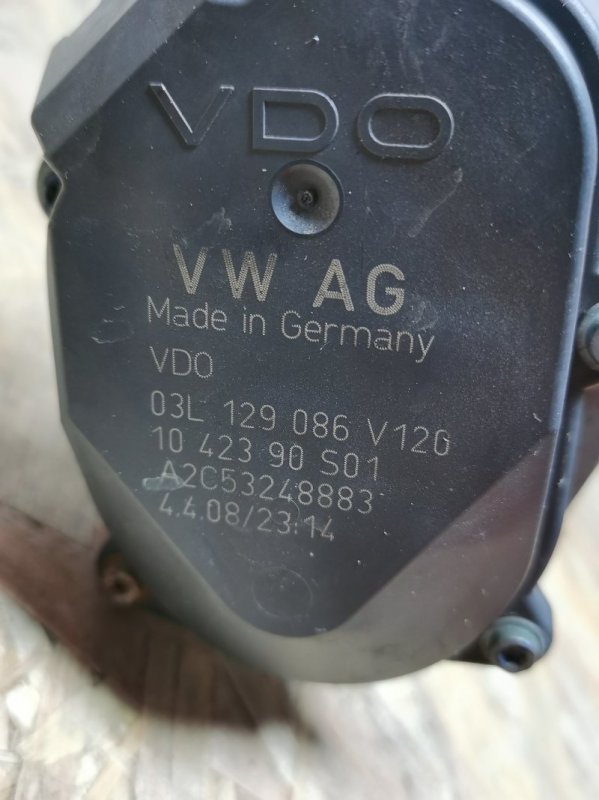 VDO
VW AG
Made in Germany
VDO
03L 129 086 V120
10 423 90 S01
A2C53248883
4.4.08/23:14